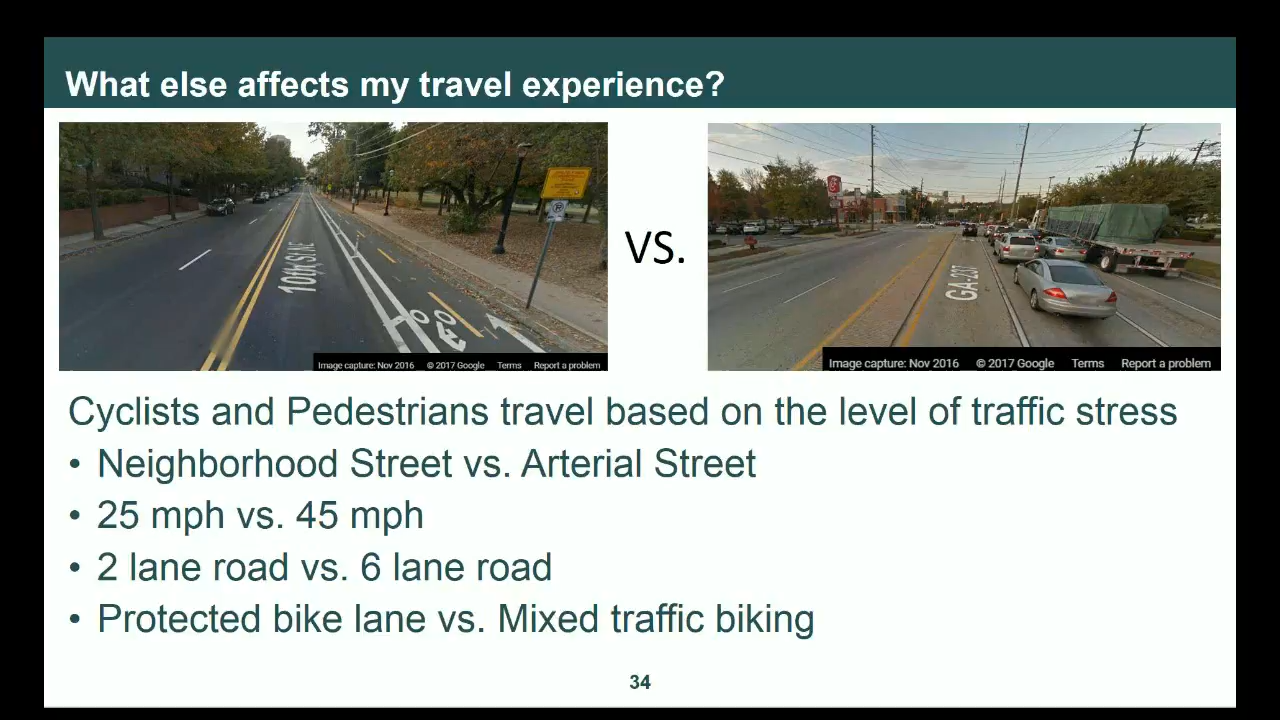 What else affects my travel experience?
10th St NE
Image capture: Nov 2016 © 2017 Google Terms Report a problem
VS.
GA-237
Image capture: Nov 2016 © 2017 Google Terms Report a problem
Cyclists and Pedestrians travel based on the level of traffic stress
• Neighborhood Street vs. Arterial Street
• 25 mph vs. 45 mph
• 2 lane road vs. 6 lane road
• Protected bike lane vs. Mixed traffic biking
34